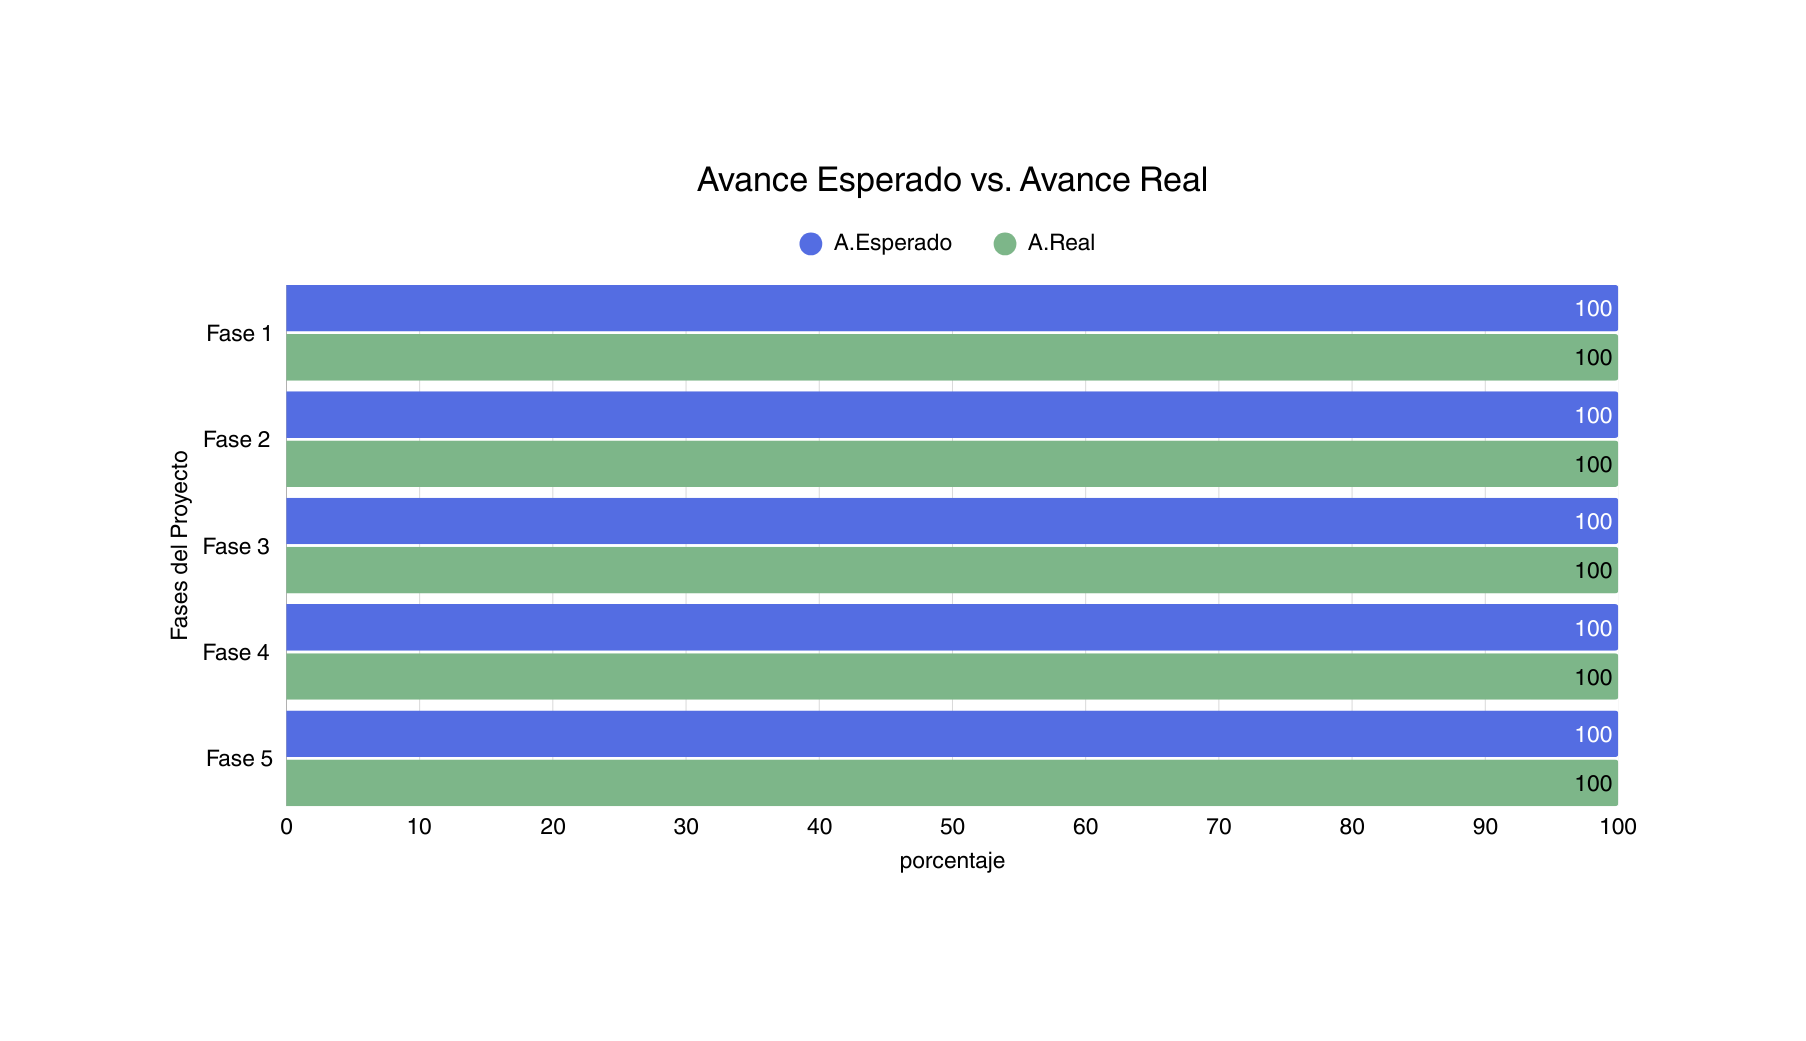 Avance Esperado vs. Avance Real
A.Esperado A.Real
Fases del Proyecto
Fase 1
100
100
Fase 2
100
100
Fase 3
100
100
Fase 4
100
100
Fase 5
100
100
0 10 20 30 40 50 60 70 80 90 100
porcentaje